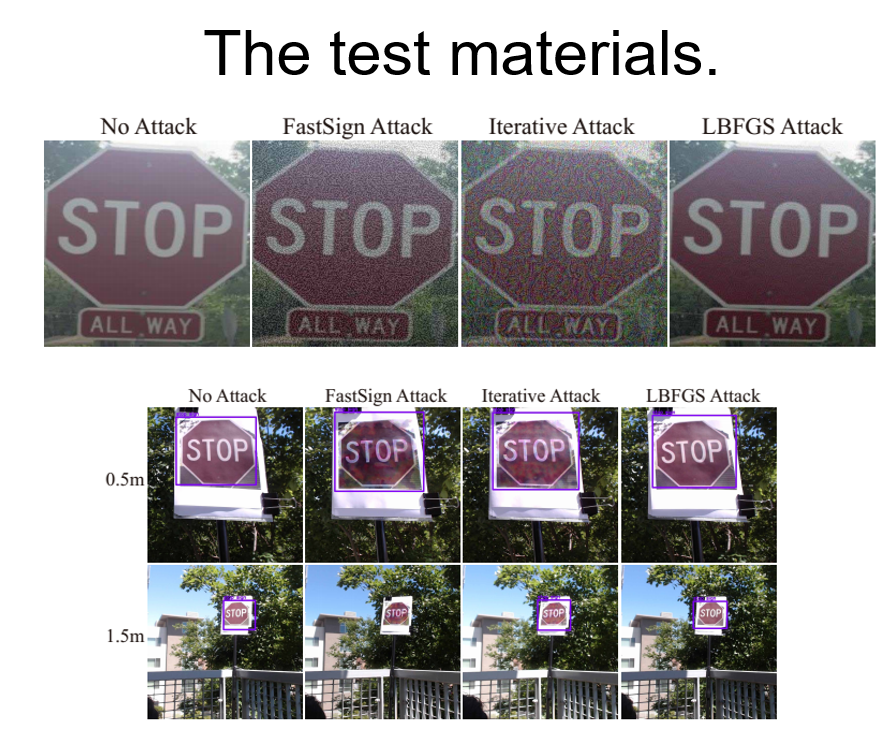 The test materials.
No Attack FastSign Attack Iterative Attack LBFGS Attack
STOP STOP STOP STOP
ALL WAY ALL WAY ALL WAY ALL WAY
No Attack FastSign Attack Iterative Attack LBFGS Attack
STOP STOP STOP STOP
0.5m
STOP STOP STOP STOP
1.5m